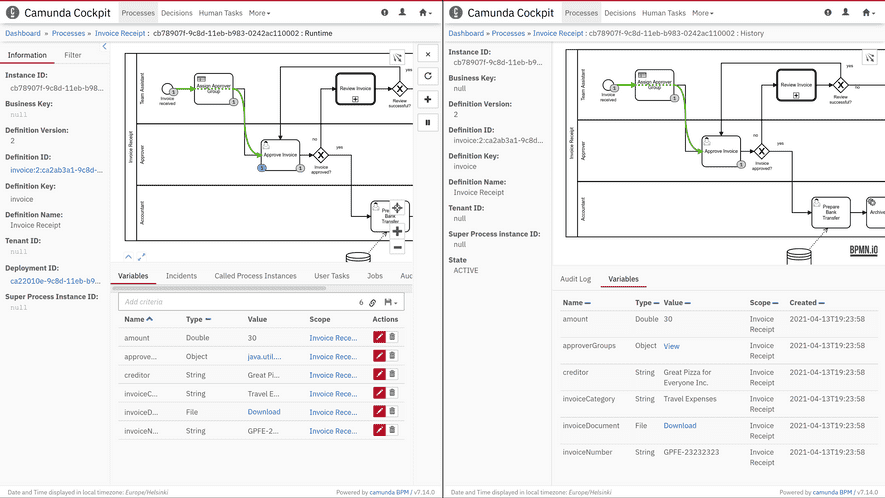 Camunda Cockpit Processes Decisions Human Tasks More
Dashboard » Processes » Invoice Receipt : cb78907f-9c8d-11eb-b983-0242ac110002 : Runtime
Information Filter
Instance ID:
cb78907f-9c8d-11eb-b98...
Business Key:
null
Definition Version:
2
Definition ID:
invoice:2:ca2ab3a1-9c8d-...
Definition Key:
invoice
Definition Name:
Invoice Receipt
Tenant ID:
null
Deployment ID:
ca22010e-9c8d-11eb-b9...
Super Process Instance ID:
null
Invoice Receipt
Team Assistant
Approver
Accountant
Invoice
received
1
Assign Approver
Group
1
Review Invoice
yes
Review
successful?
no
yes
Approve Invoice
1
1
Invoice
approved?
Bank
Transfer
Variables Incidents Called Process Instances User Tasks Jobs Au
Add criteria 6
Name Type Value Scope Actions
amount Double 30 Invoice Rece...
approve... Object java.util.... Invoice Rece...
creditor String Great Pi... Invoice Rece...
invoiceC... String Travel E... Invoice Rece...
invoiceD... File Download Invoice Rece...
invoiceN... String GPFE-2... Invoice Rece...
Date and Time displayed in local timezone: Europe/Helsinki Powered by camunda BPM / v7.14.0
Camunda Cockpit Processes Decisions Human Tasks More
Dashboard » Processes » Invoice Receipt : cb78907f-9c8d-11eb-b983-0242ac110002 : History
Instance ID:
cb78907f-9c8d-11eb-b9...
Business Key:
null
Definition Version:
2
Definition ID:
invoice:2:ca2ab3a1-9c8d...
Definition Key:
invoice
Definition Name:
Invoice Receipt
Tenant ID:
null
Super Process instance ID:
null
State
ACTIVE
Invoice Receipt
Team Assistant
Approver
Accountant
Invoice
received
1
Assign Approver
Group
1
Review Invoice
yes
Review
successful?
no
yes
Approve Invoice
1
Invoice
approved?
Prepare
Bank
Transfer
Archive
BPMN.io
Audit Log Variables
Name Type Value Scope Created
amount Double 30 Invoice Receipt 2021-04-13T19:23:58
approverGroups Object View Invoice Receipt 2021-04-13T19:23:58
creditor String Great Pizza for Everyone Inc. Invoice Receipt 2021-04-13T19:23:58
invoiceCategory String Travel Expenses Invoice Receipt 2021-04-13T19:23:58
invoiceDocument File Download Invoice Receipt 2021-04-13T19:23:58
invoiceNumber String GPFE-23232323 Invoice Receipt 2021-04-13T19:23:58
Date and Time displayed in local timezone: Europe/Helsinki Powered by camunda BPM / v7.14.0